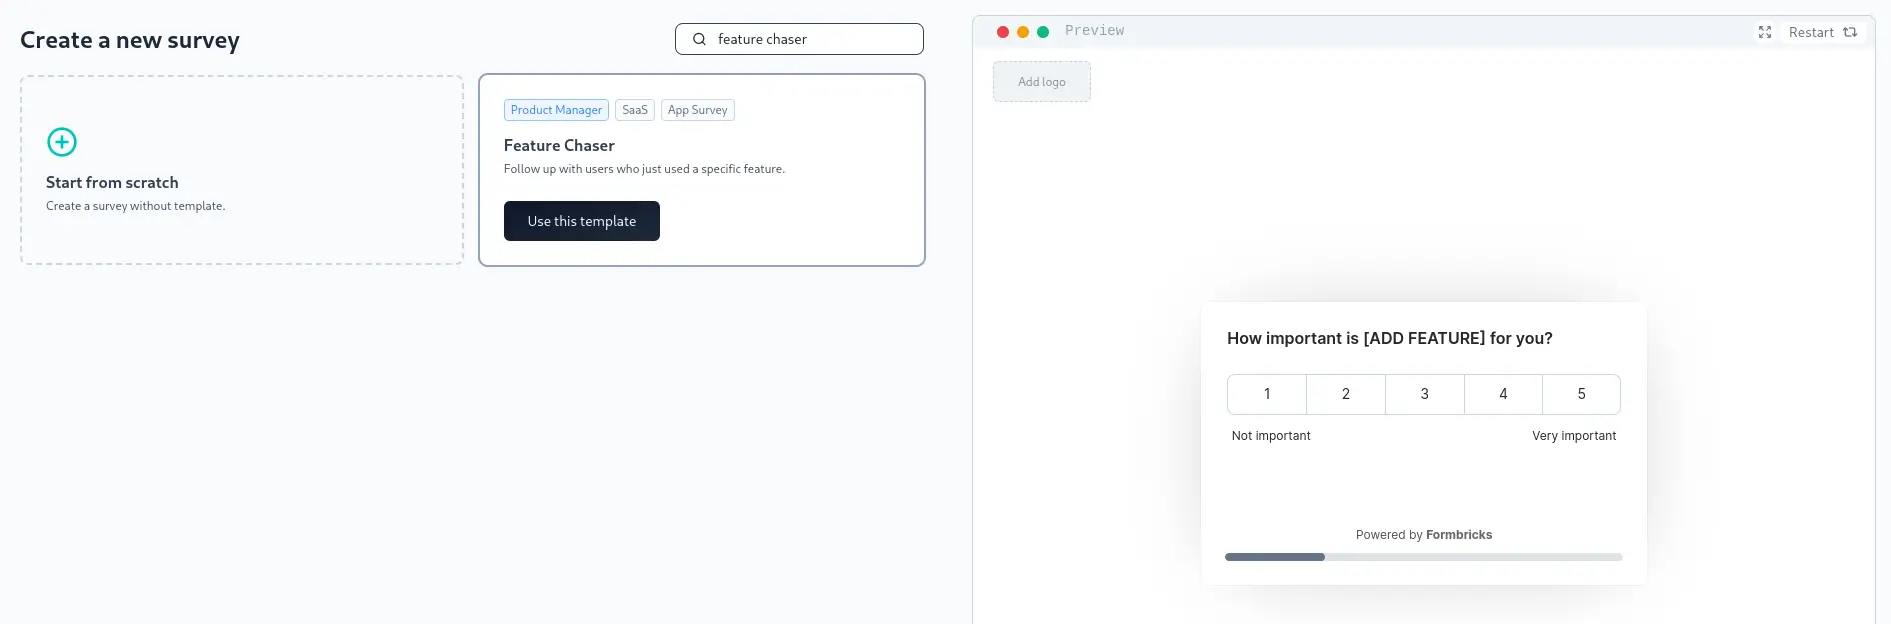 Create a new survey
feature chaser
Start from scratch
Create a survey without template.
Product Manager
SaaS
App Survey
Feature Chaser
Follow up with users who just used a specific feature.
Use this template
Preview
Restart
Add logo
How important is [ADD FEATURE] for you?
1 2 3 4 5
Not important
Very important
Powered by Formbricks